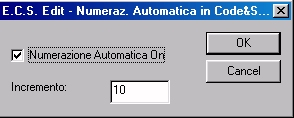 E.C.S. Edit - Numeraz. Automatica in Code&S...
Numerazione Automatica On
OK
Cancel
Incremento:
10